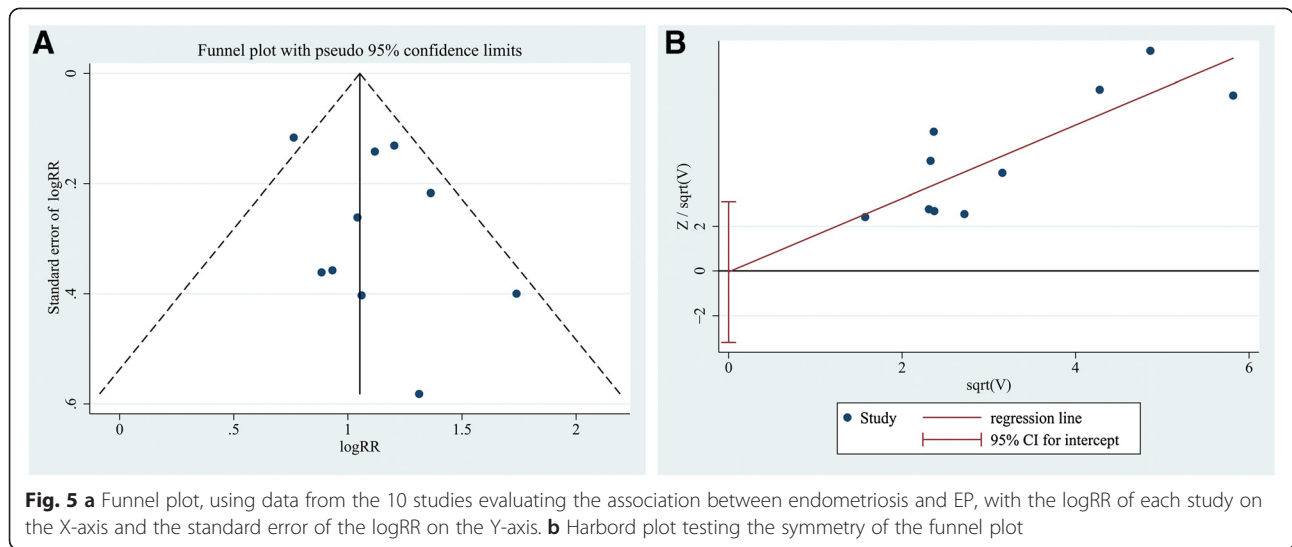 A
Funnel plot with pseudo 95% confidence limits
Standard error of logRR
0
.2
.4
.6
0
.5
1
1.5
2
logRR
B
Z / sqrt(V)
2
0
−2
0
2
4
6
sqrt(V)
Study
regression line
95% CI for intercept
Fig. 5 a Funnel plot, using data from the 10 studies evaluating the association between endometriosis and EP, with the logRR of each study on
the X-axis and the standard error of the logRR on the Y-axis. b Harbord plot testing the symmetry of the funnel plot